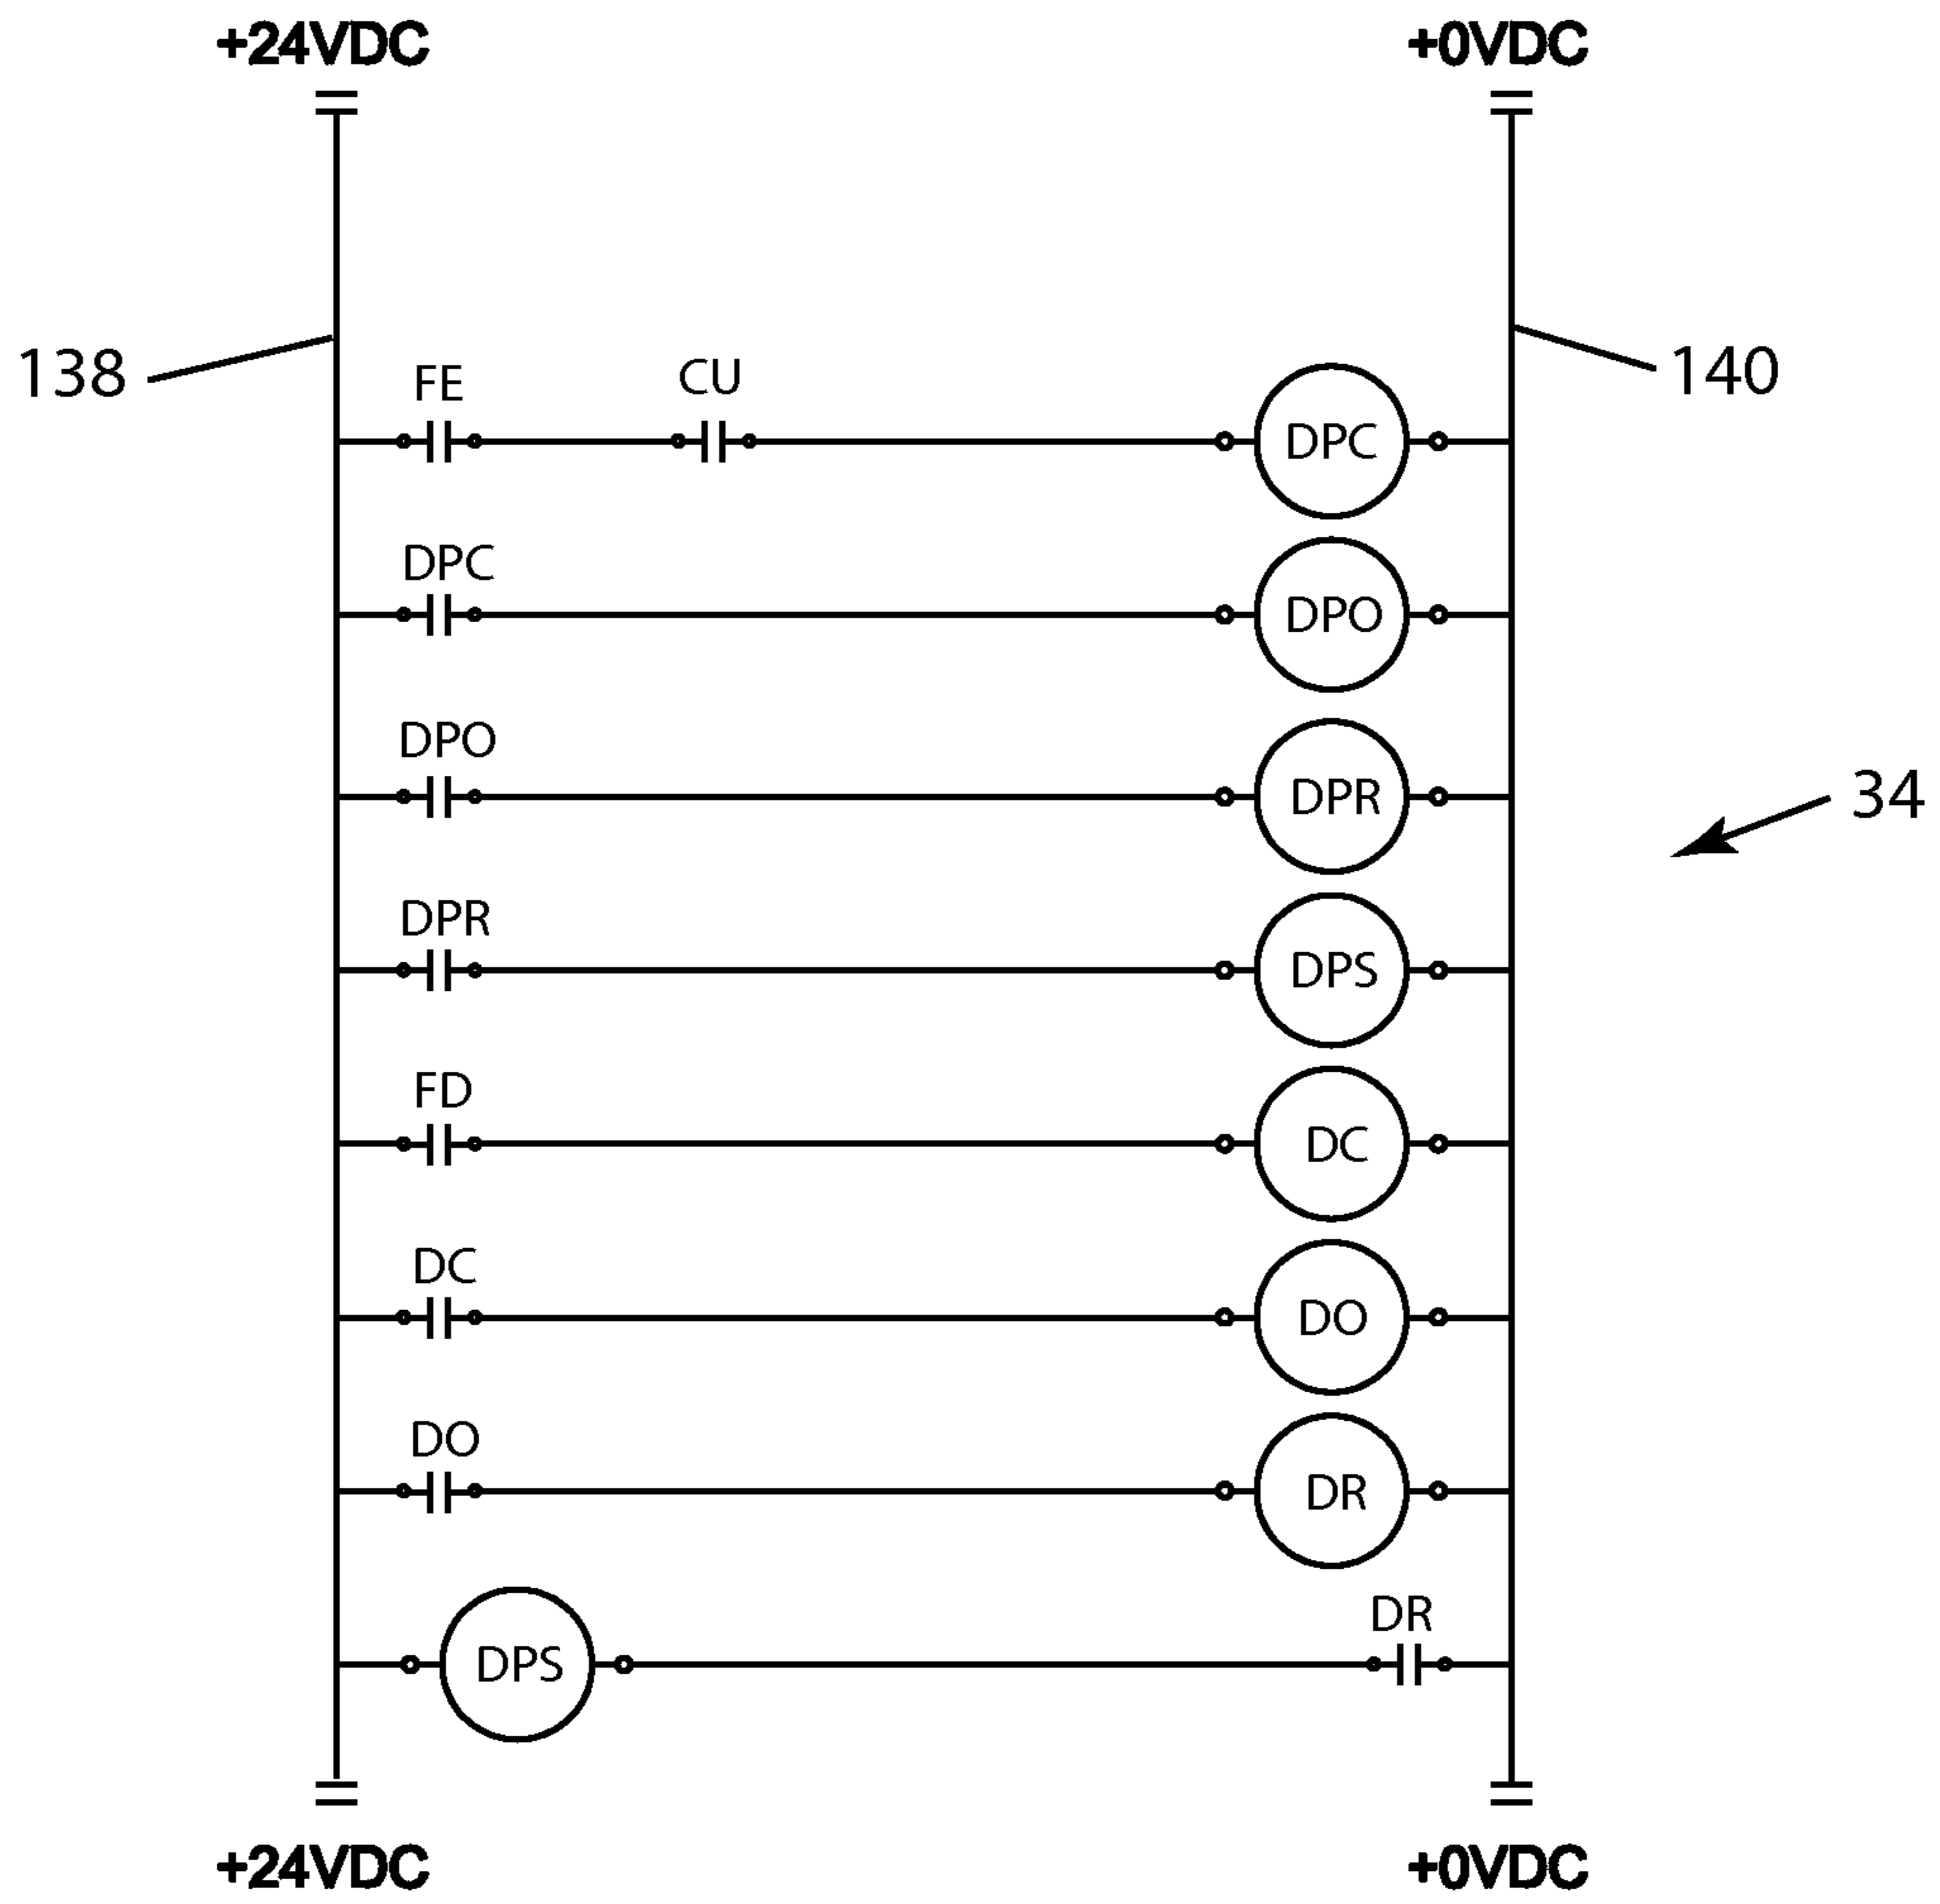 +24VDC +0VDC
138 140
FE CU DPC
DPC DPO
DPO DPR
34
DPR DPS
FD DC
DC DO
DO DR
DPS DR
+24VDC +0VDC